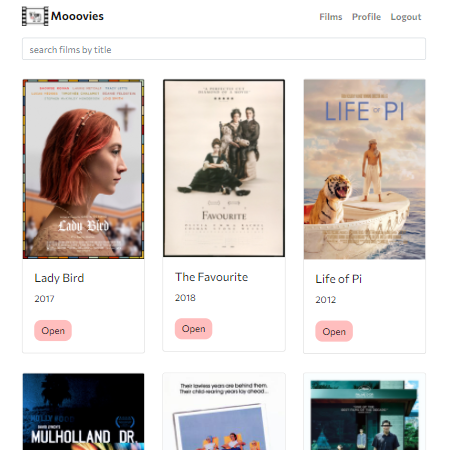 Mooovies
Films Profile Logout
search films by title
Lady Bird
LIFE OF PI
THE
FAVOURITE
Lady Bird
2017
Open
The Favourite
2018
Open
Life of Pi
2012
Open
MULHOLLAND DR.
Their lawless years are behind them.
Their child-rearing years lay ahead...